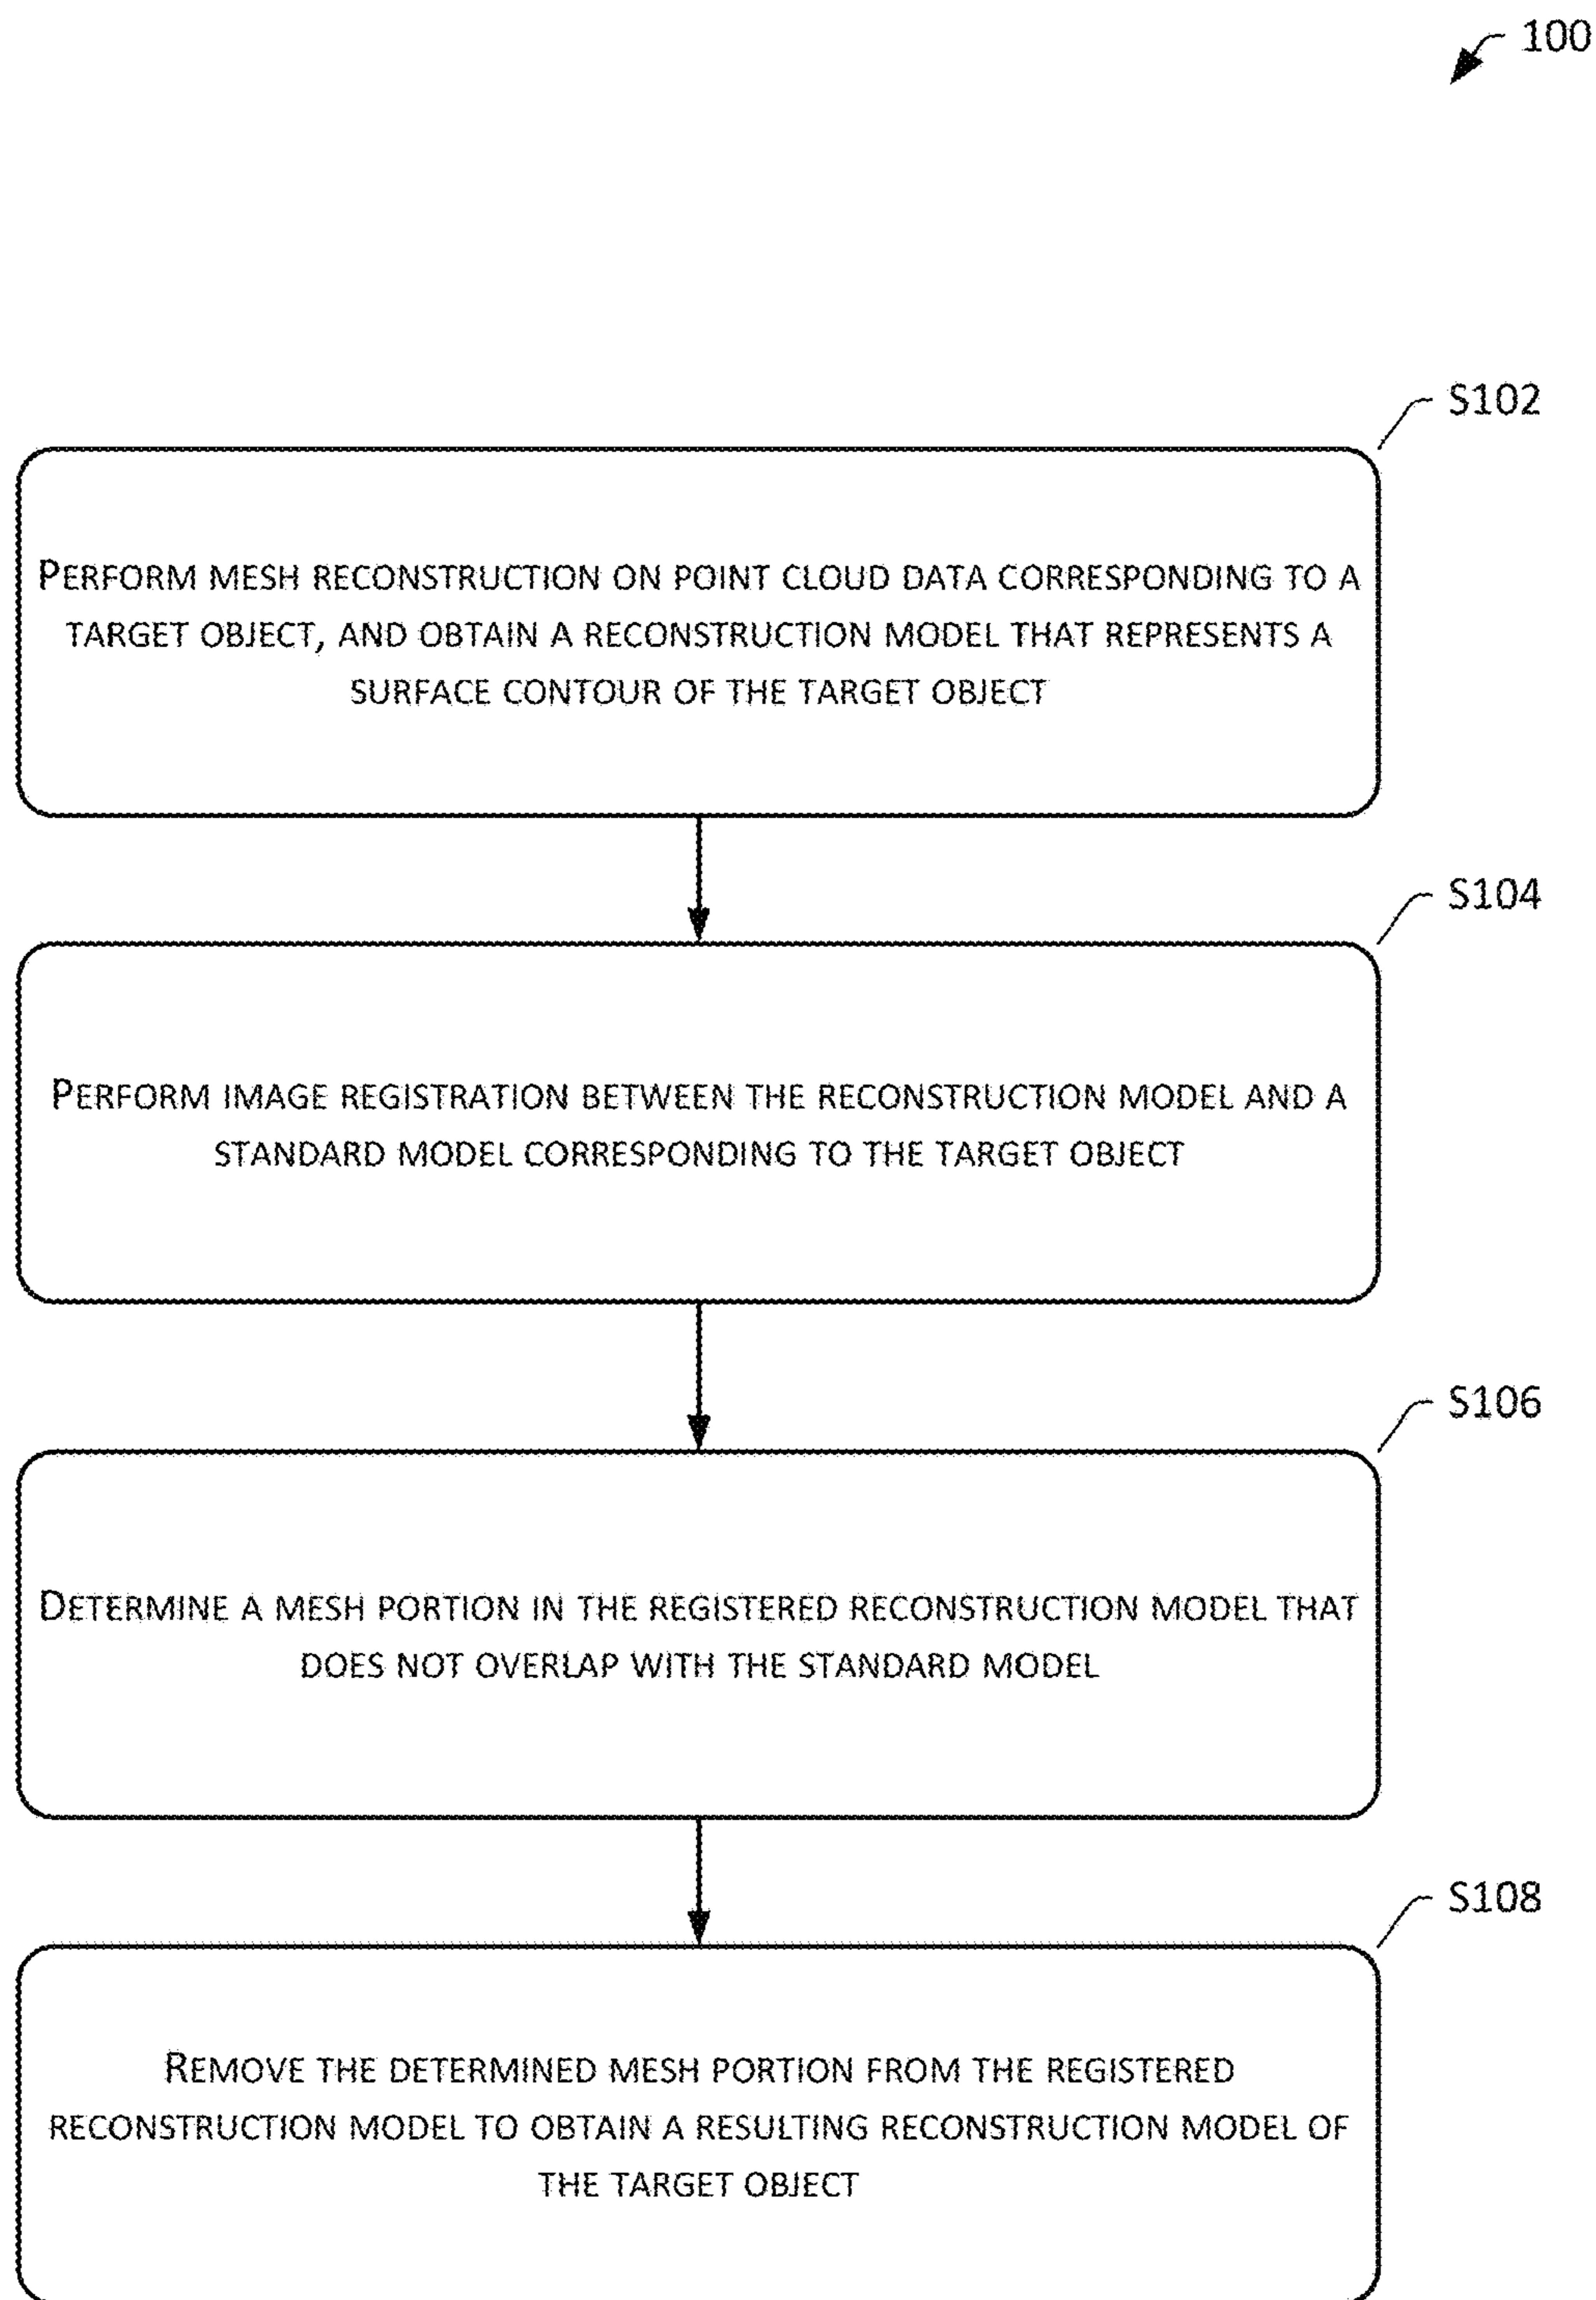 100
S102
PERFORM MESH RECONSTRUCTION ON POINT CLOUD DATA CORRESPONDING TO A
TARGET OBJECT, AND OBTAIN A RECONSTRUCTION MODEL THAT REPRESENTS A
SURFACE CONTOUR OF THE TARGET OBJECT
S104
PERFORM IMAGE REGISTRATION BETWEEN THE RECONSTRUCTION MODEL AND A
STANDARD MODEL CORRESPONDING TO THE TARGET OBJECT
S106
DETERMINE A MESH PORTION IN THE REGISTERED RECONSTRUCTION MODEL THAT
DOES NOT OVERLAP WITH THE STANDARD MODEL
S108
REMOVE THE DETERMINED MESH PORTION FROM THE REGISTERED
RECONSTRUCTION MODEL TO OBTAIN A RESULTING RECONSTRUCTION MODEL OF
THE TARGET OBJECT